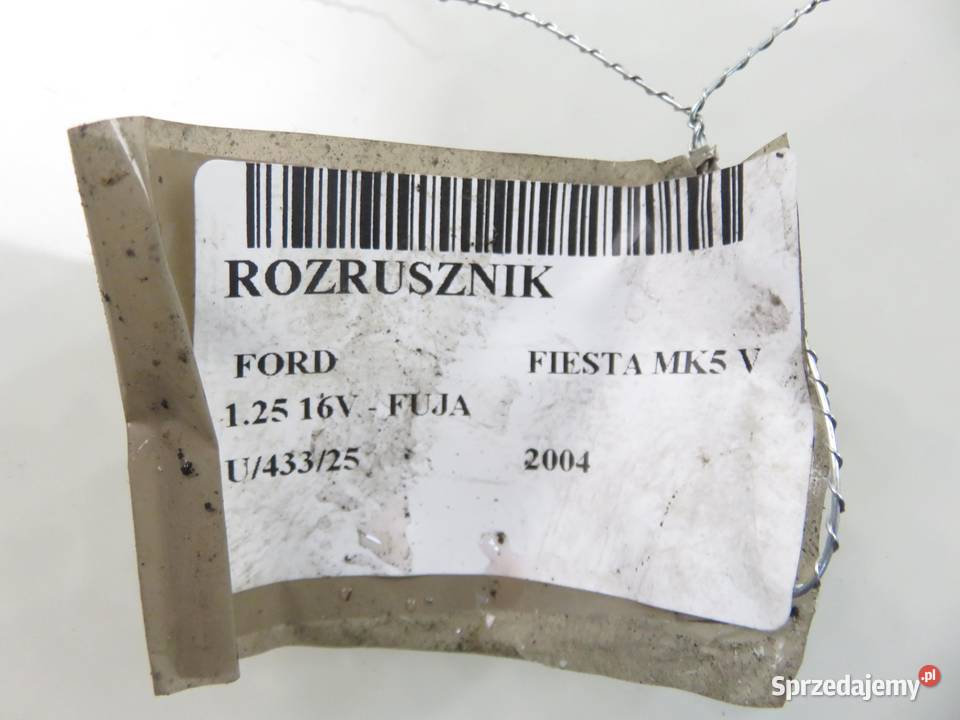 ROZRUSZNIK
FORD FIESTA MK5 V
1.25 16V - FUJA
U/433/25 2004
Sprzedajemy.pl